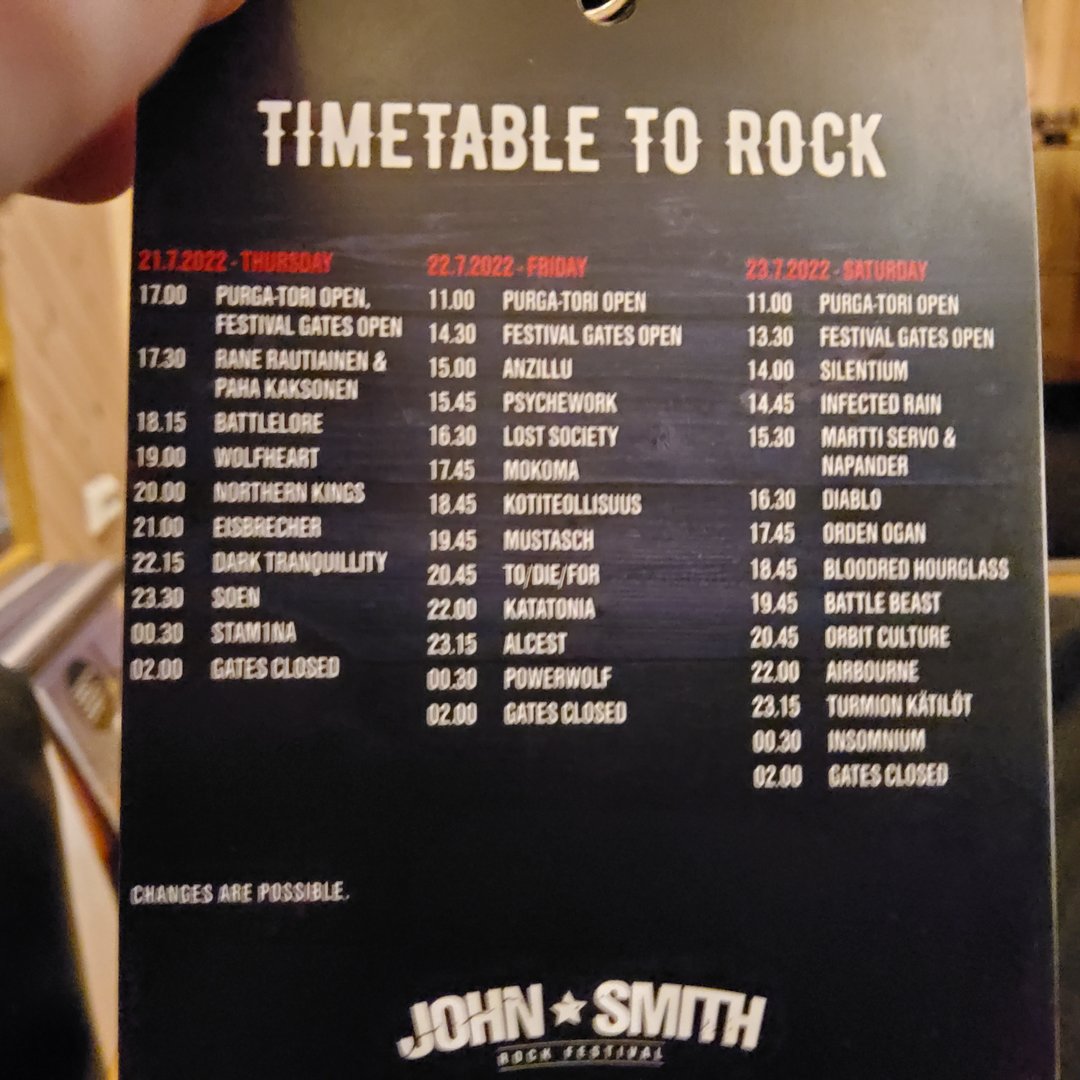 TIMETABLE TO ROCK
21.7.2022 - THURSDAY
17.00 PURGA-TORI OPEN,
FESTIVAL GATES OPEN
17.30 RANE RAUTIAINEN &
PAHA KAKSONEN
18.15 BATTLELORE
19.00 WOLFHEART
20.00 NORTHERN KINGS
21.00 EISBRECHER
22.15 DARK TRANQUILLITY
23.30 SOEN
00.30 STAM1NA
02.00 GATES CLOSED
22.7.2022 - FRIDAY
11.00 PURGA-TORI OPEN
14.30 FESTIVAL GATES OPEN
15.00 ANZILLU
15.45 PSYCHEWORK
16.30 LOST SOCIETY
17.45 MOKOMA
18.45 KOTITEOLLISUUS
19.45 MUSTASCH
20.45 TO/DIE/FOR
22.00 KATATONIA
23.15 ALCEST
00.30 POWERWOLF
02.00 GATES CLOSED
23.7.2022 - SATURDAY
11.00 PURGA-TORI OPEN
13.30 FESTIVAL GATES OPEN
14.00 SILENTIUM
14.45 INFECTED RAIN
15.30 MARTTI SERVO &
NAPANDER
16.30 DIABLO
17.45 ORDEN OGAN
18.45 BLOODRED HOURGLASS
19.45 BATTLE BEAST
20.45 ORBIT CULTURE
22.00 AIRBOURNE
23.15 TURMION KÄTILÖT
00.30 INSOMNIUM
02.00 GATES CLOSED
CHANGES ARE POSSIBLE.
JOHN SMITH
ROCK FESTIVAL